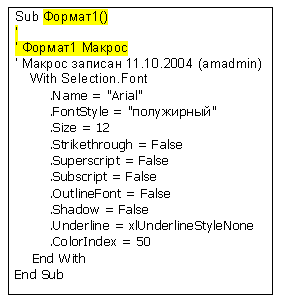 Sub Формат1()
'
' Формат1 Макрос
' Макрос записан 11.10.2004 (amadmin)
With Selection.Font
.Name = "Arial"
.FontStyle = "полужирный"
.Size = 12
.Strikethrough = False
.Superscript = False
.Subscript = False
.OutlineFont = False
.Shadow = False
.Underline = xlUnderlineStyleNone
.ColorIndex = 50
End With
End Sub